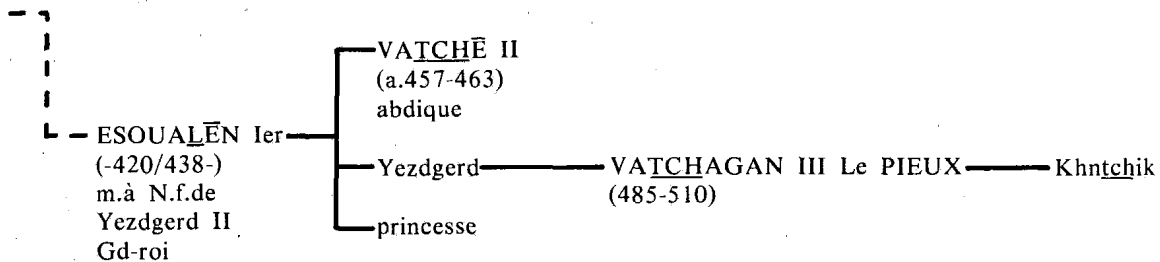 VATCHĒ II
(a.457-463)
abdique
ESOUALĒN Ier
(-420/438-)
m.à N.f.de
Yezdgerd II
Gd-roi
Yezdgerd
VATCHAGAN III Le PIEUX
(485-510)
Khntchik
princesse